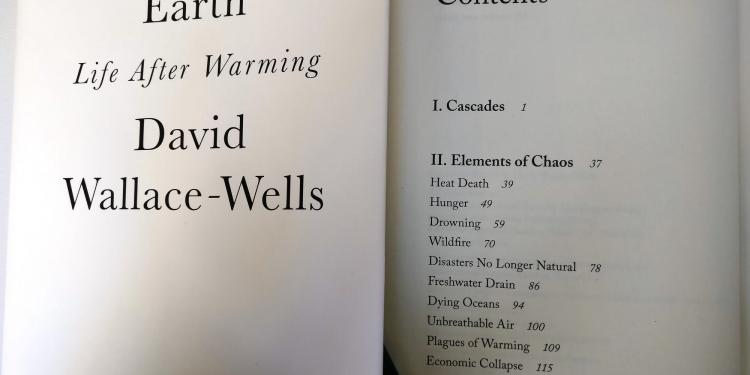 Earth
Life After Warming
David
Wallace-Wells
Contents
I. Cascades 1
II. Elements of Chaos 37
Heat Death 39
Hunger 49
Drowning 59
Wildfire 70
Disasters No Longer Natural 78
Freshwater Drain 86
Dying Oceans 94
Unbreathable Air 100
Plagues of Warming 109
Economic Collapse 115